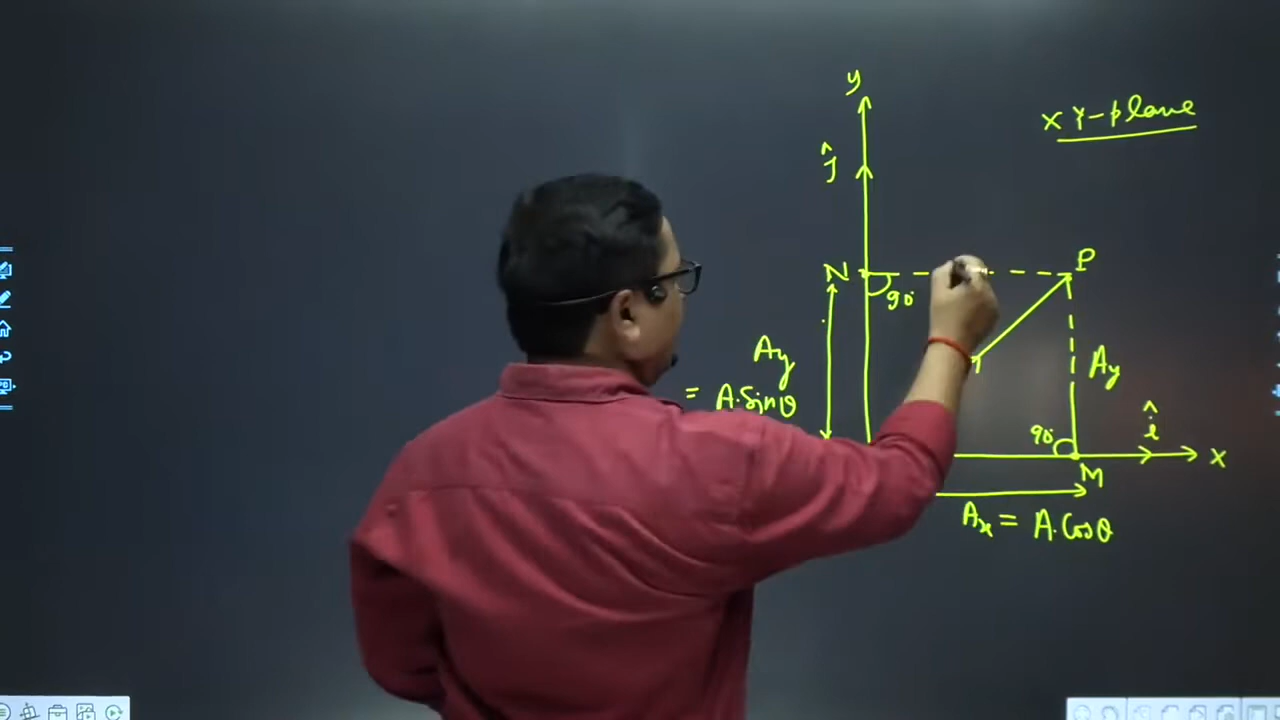 y
XY-plane
ĵ
N
P
90°
Ay
= A.Sinθ
Ay
î
90°
x
M
Ax = A.Cosθ